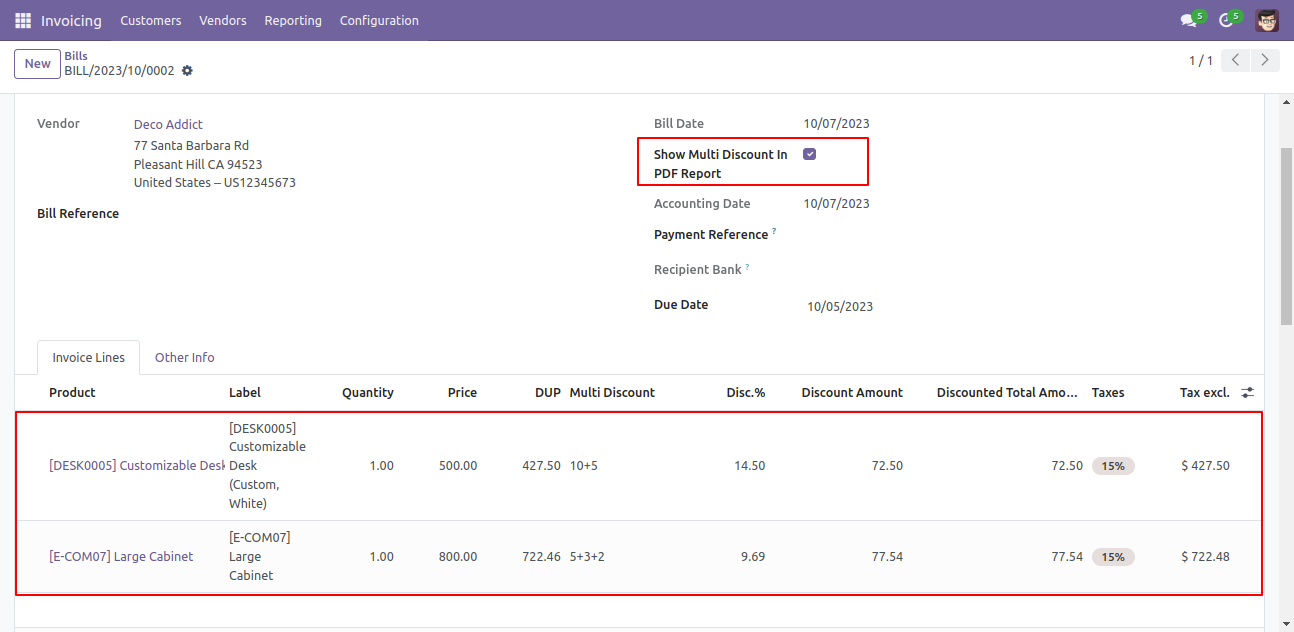 Invoicing Customers Vendors Reporting Configuration 5 5
New Bills
BILL/2023/10/0002
1 / 1
Vendor Deco Addict
77 Santa Barbara Rd
Pleasant Hill CA 94523
United States – US12345673
Bill Reference
Bill Date 10/07/2023
Show Multi Discount In
PDF Report
Accounting Date 10/07/2023
Payment Reference ?
Recipient Bank ?
Due Date 10/05/2023
Invoice Lines Other Info
Product Label Quantity Price DUP Multi Discount Disc.% Discount Amount Discounted Total Amo... Taxes Tax excl.
[DESK0005]
Customizable
[DESK0005] Customizable Desk Desk 1.00 500.00 427.50 10+5 14.50 72.50 72.50 15% $ 427.50
(Custom,
White)
[E-COM07]
[E-COM07] Large Cabinet Large 1.00 800.00 722.46 5+3+2 9.69 77.54 77.54 15% $ 722.48
Cabinet